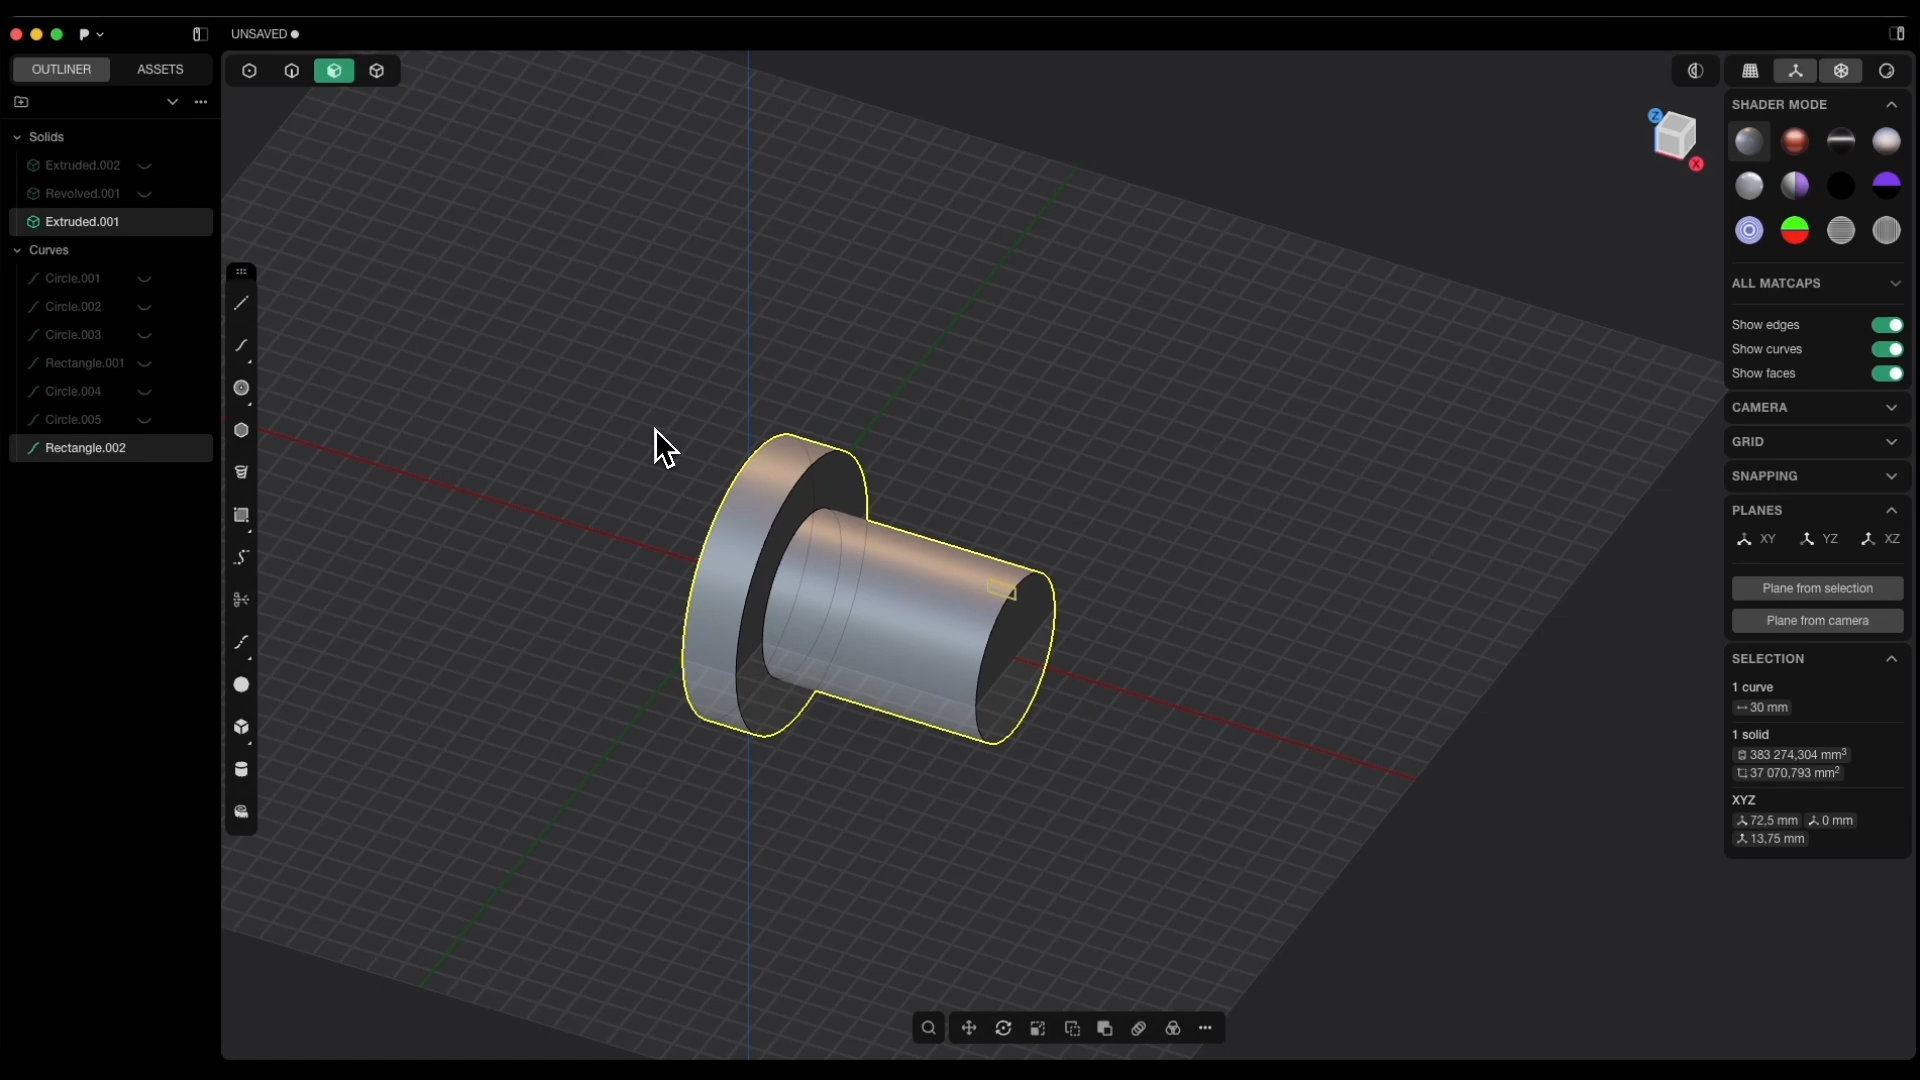 UNSAVED
OUTLINER
ASSETS
Solids
Extruded.002
Revolved.001
Extruded.001
Curves
Circle.001
Circle.002
Circle.003
Rectangle.001
Circle.004
Circle.005
Rectangle.002
Z
X
SHADER MODE
ALL MATCAPS
Show edges
Show curves
Show faces
CAMERA
GRID
SNAPPING
PLANES
XY YZ XZ
Plane from selection
Plane from camera
SELECTION
1 curve
30 mm
1 solid
383 274,304 mm³
37 070,793 mm²
XYZ
72,5 mm 0 mm
13,75 mm